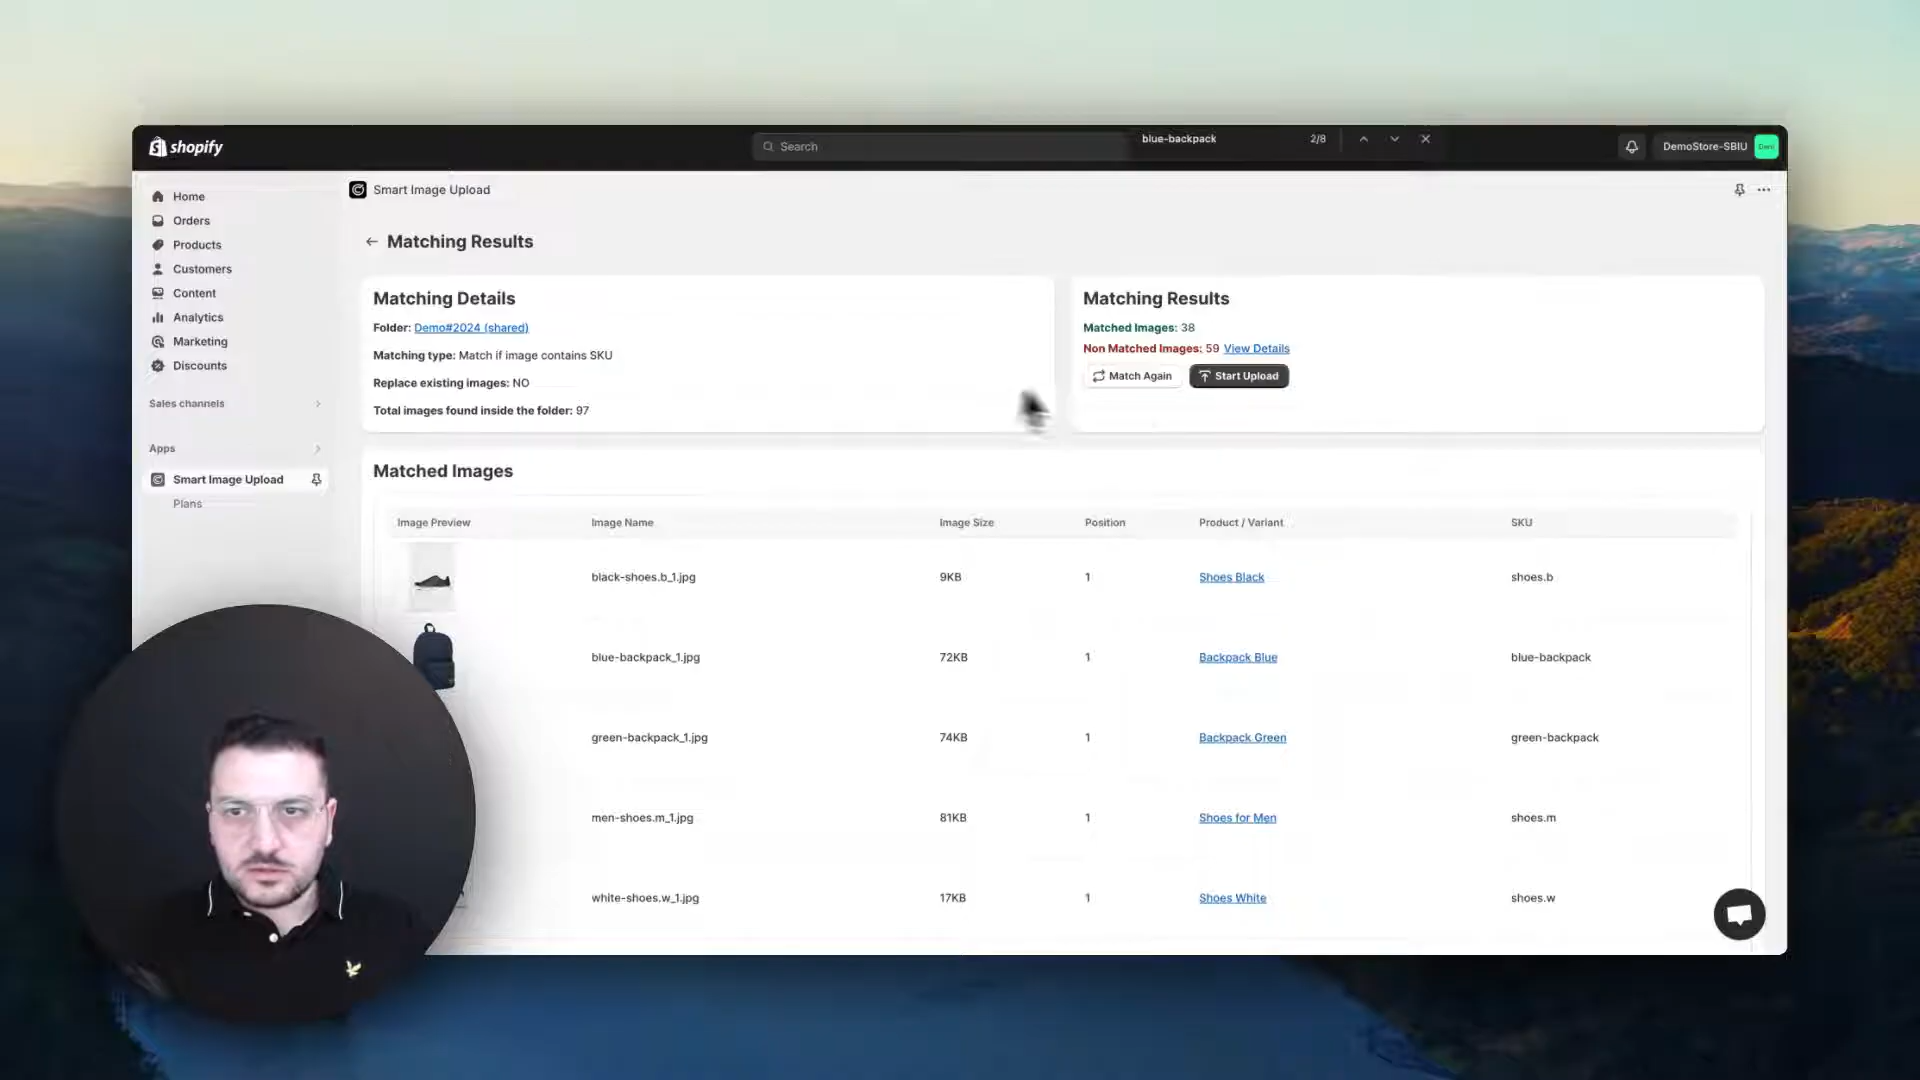 shopify
Search
blue-backpack
2/8
DemoStore-SBIU
Home
Orders
Products
Customers
Content
Analytics
Marketing
Discounts
Sales channels
Apps
Smart Image Upload
Plans
Smart Image Upload
Matching Results
Matching Details
Folder: Demo#2024 (shared)
Matching type: Match if image contains SKU
Replace existing images: NO
Total images found inside the folder: 97
Matching Results
Matched Images: 38
Non Matched Images: 59 View Details
Match Again
Start Upload
Matched Images
Image Preview Image Name Image Size Position Product / Variant SKU
black-shoes.b_1.jpg 9KB 1 Shoes Black shoes.b
blue-backpack_1.jpg 72KB 1 Backpack Blue blue-backpack
green-backpack_1.jpg 74KB 1 Backpack Green green-backpack
men-shoes.m_1.jpg 81KB 1 Shoes for Men shoes.m
white-shoes.w_1.jpg 17KB 1 Shoes White shoes.w